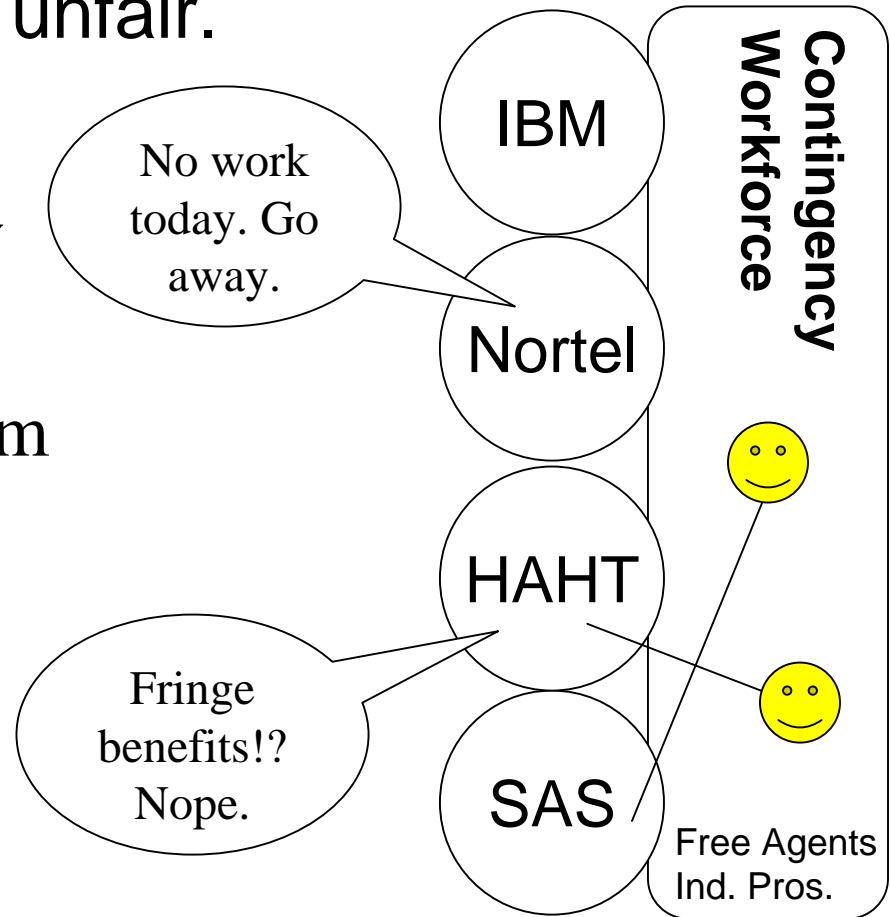 unfair.
IBM
Contingency
Workforce
No work
today. Go
away.
Nortel
m
HAHT
Fringe
benefits!?
Nope.
SAS
Free Agents
Ind. Pros.